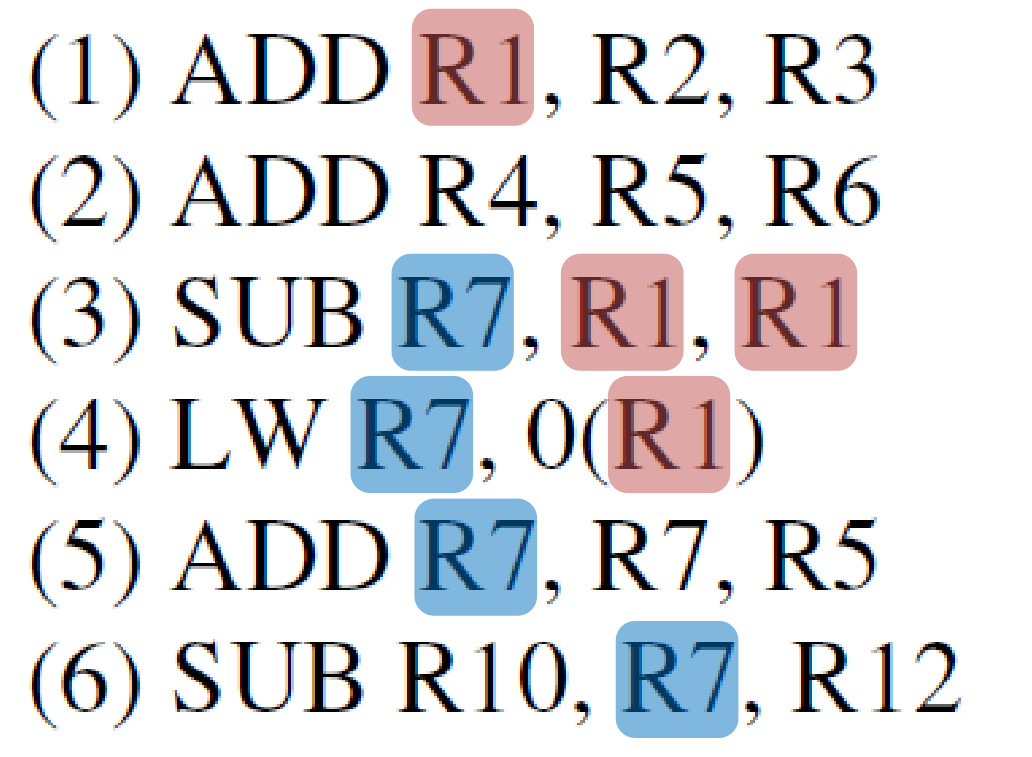 (1) ADD R1, R2, R3
(2) ADD R4, R5, R6
(3) SUB R7, R1, R1
(4) LW R7, 0(R1)
(5) ADD R7, R7, R5
(6) SUB R10, R7, R12